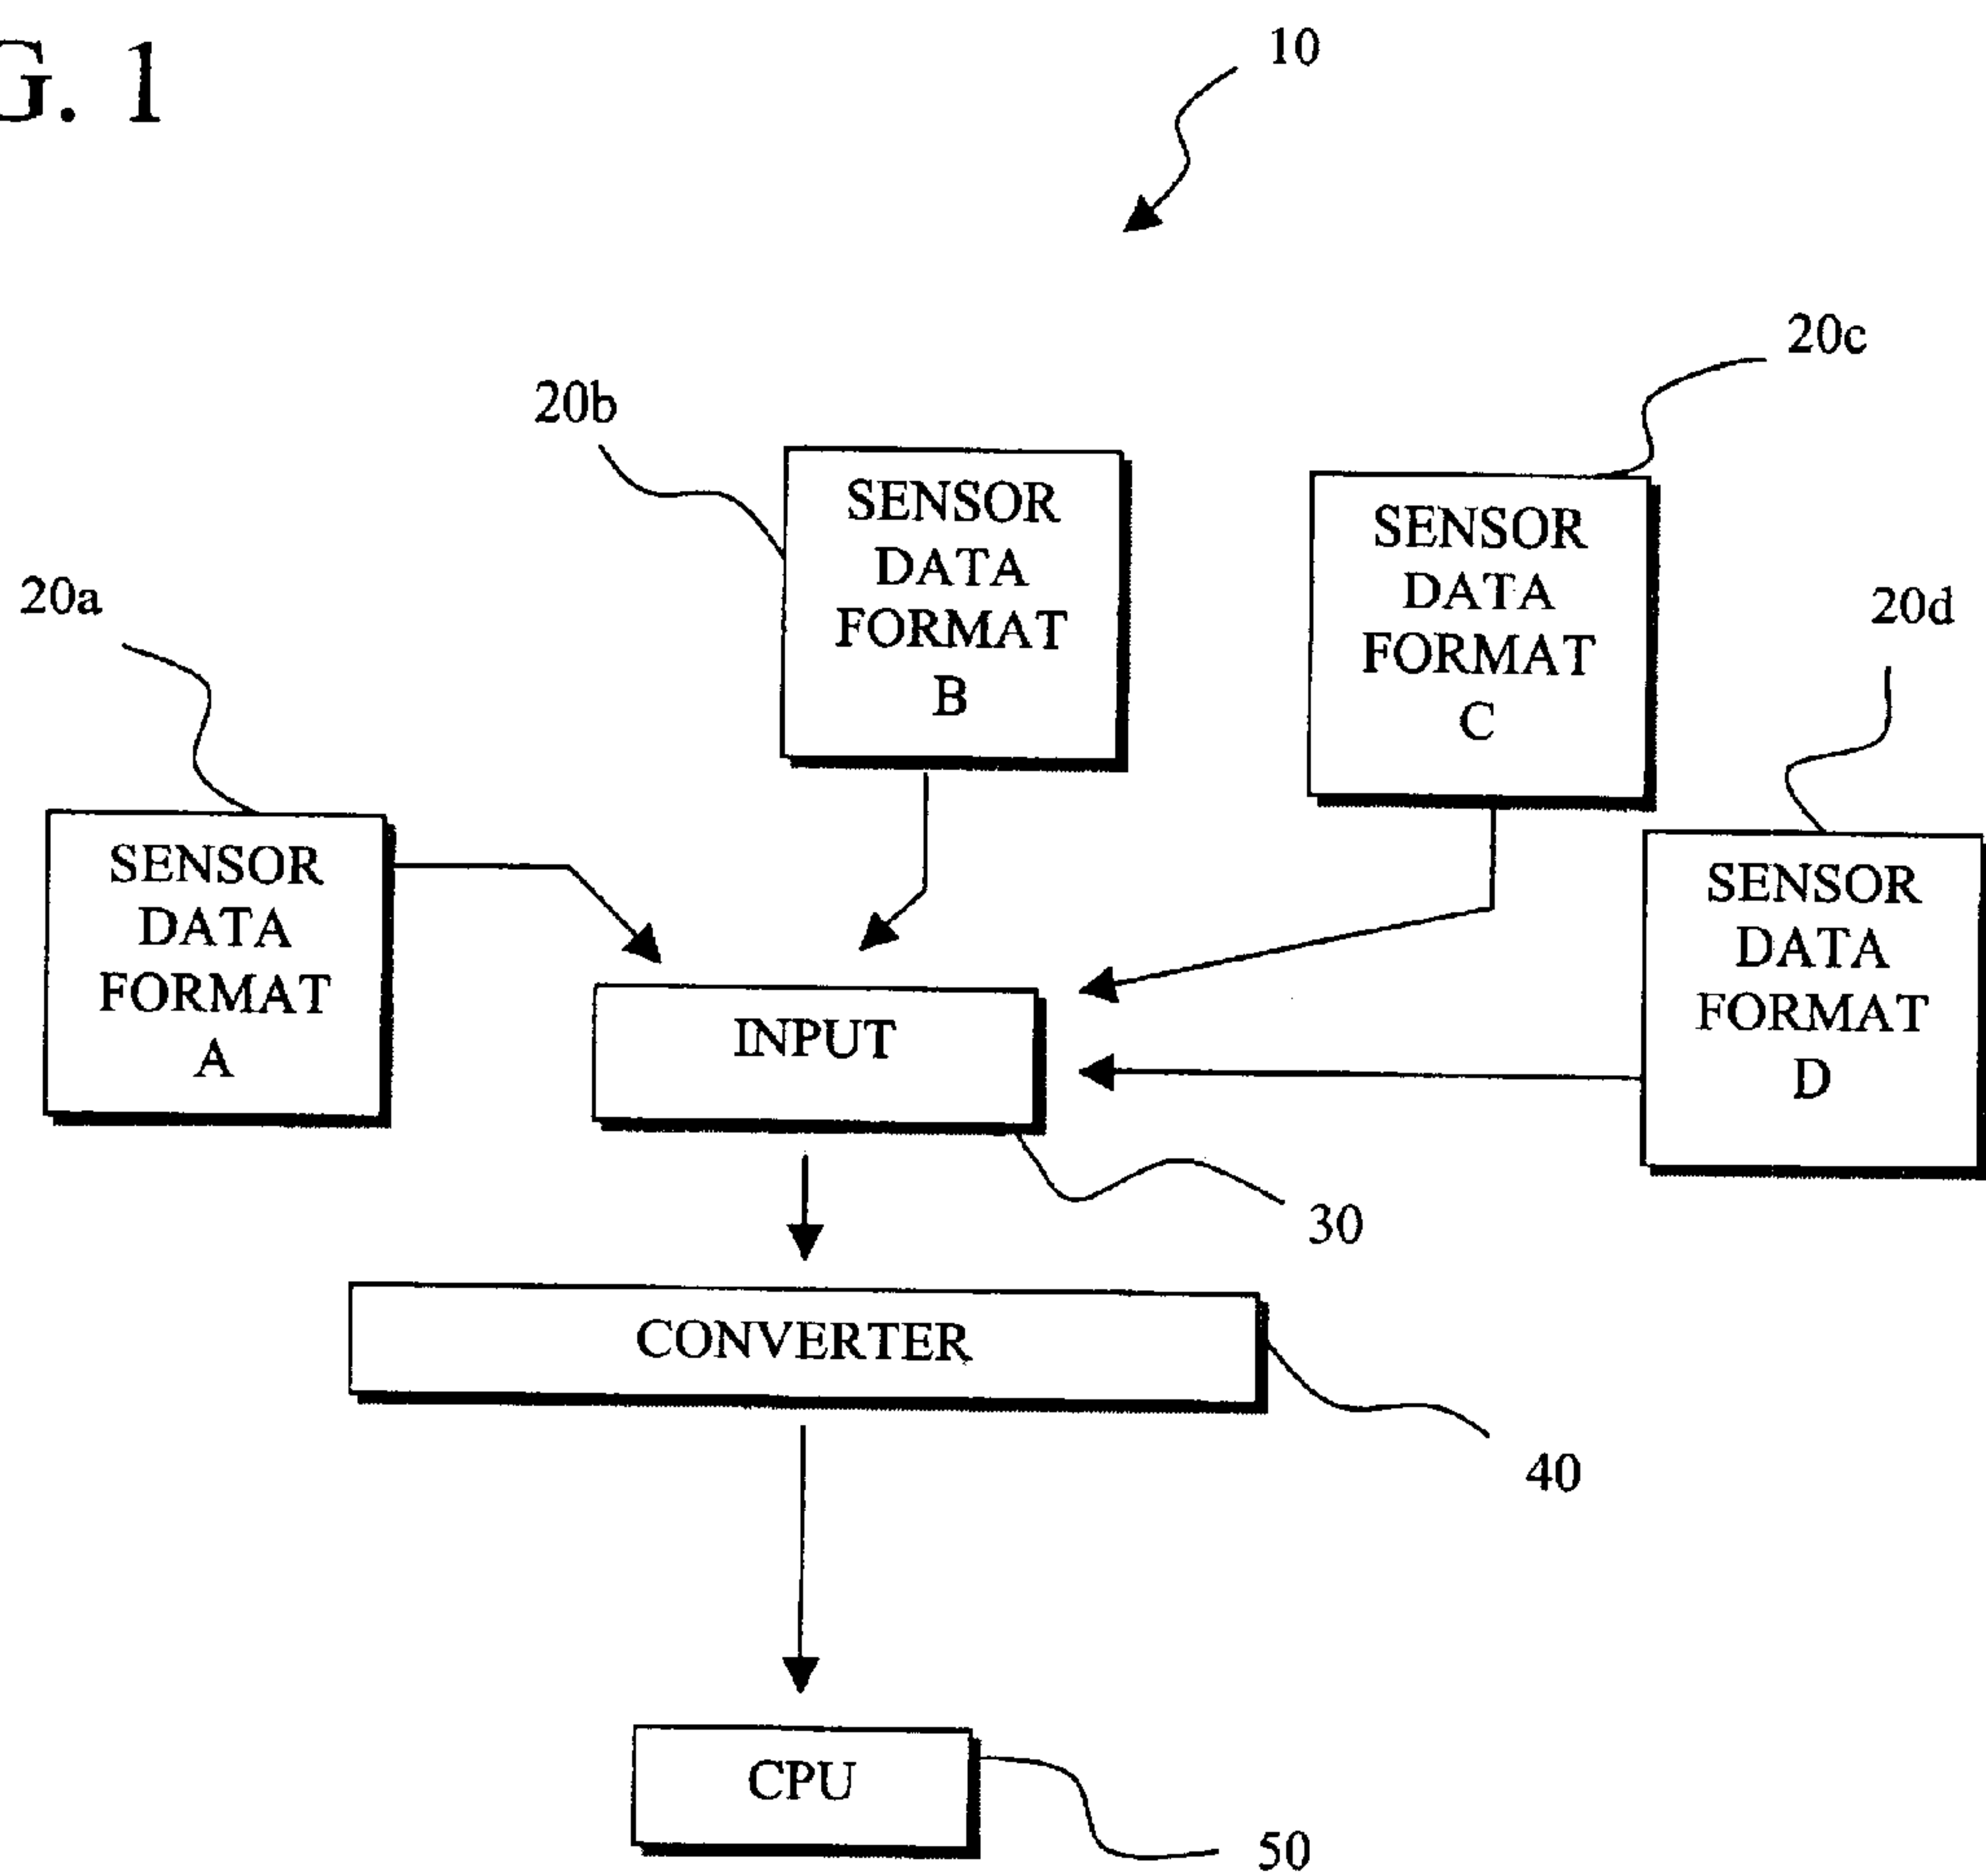 G. 1
10
20c
20b
SENSOR
DATA
FORMAT
B
SENSOR
DATA
FORMAT
C
20a
20d
SENSOR
DATA
FORMAT
A
SENSOR
DATA
FORMAT
D
INPUT
30
CONVERTER
40
CPU
50